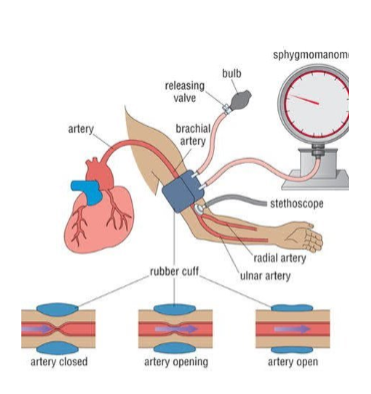 sphygmomanom
bulb
releasing
valve
artery
brachial
artery
stethoscope
radial artery
rubber cuff
ulnar artery
artery closed
artery opening
artery open